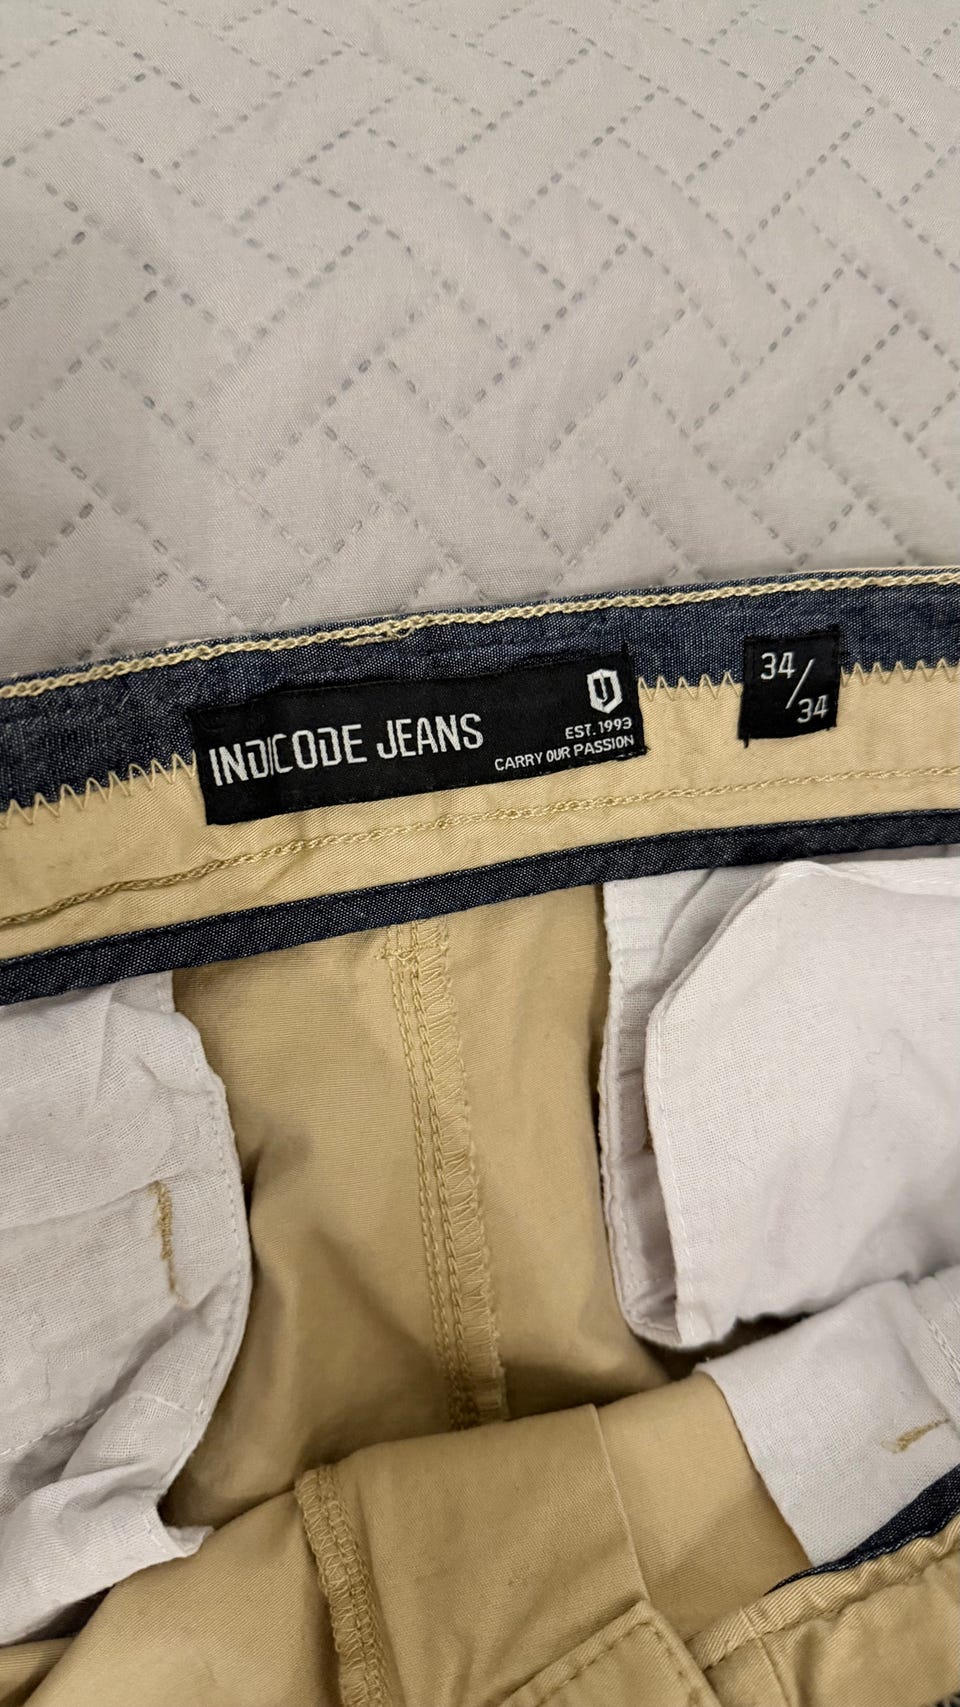 INDICODE JEANS
EST. 1993
CARRY OUR PASSION
34/34